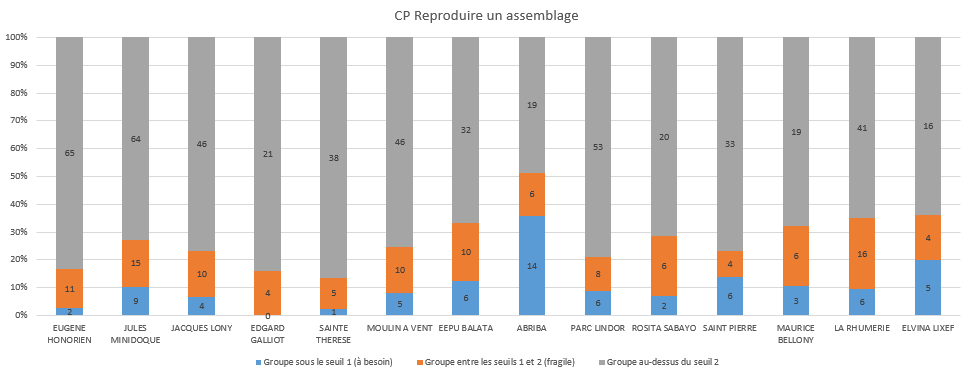 CP Reproduire un assemblage
100%
90%
80%
70%
60%
50%
40%
30%
20%
10%
0%
65 64 46 21 38 46 32 19 53 20 33 19 41 16
11 15 10 4 5 10 10 6 8 6 4 6 16 4
2 9 4 0 1 5 6 14 6 2 6 3 6 5
EUGENE HONORIEN
JULES MINIDOQUE
JACQUES LONY
EDGARD GALLIOT
SAINTE THERESE
MOULIN A VENT
EEPU BALATA
ABRIBA
PARC LINDOR
ROSITA SABAYO
SAINT PIERRE
MAURICE BELLONY
LA RHUMERIE
ELVINA LIXEF
Groupe sous le seuil 1 (à besoin) Groupe entre les seuils 1 et 2 (fragile) Groupe au-dessus du seuil 2